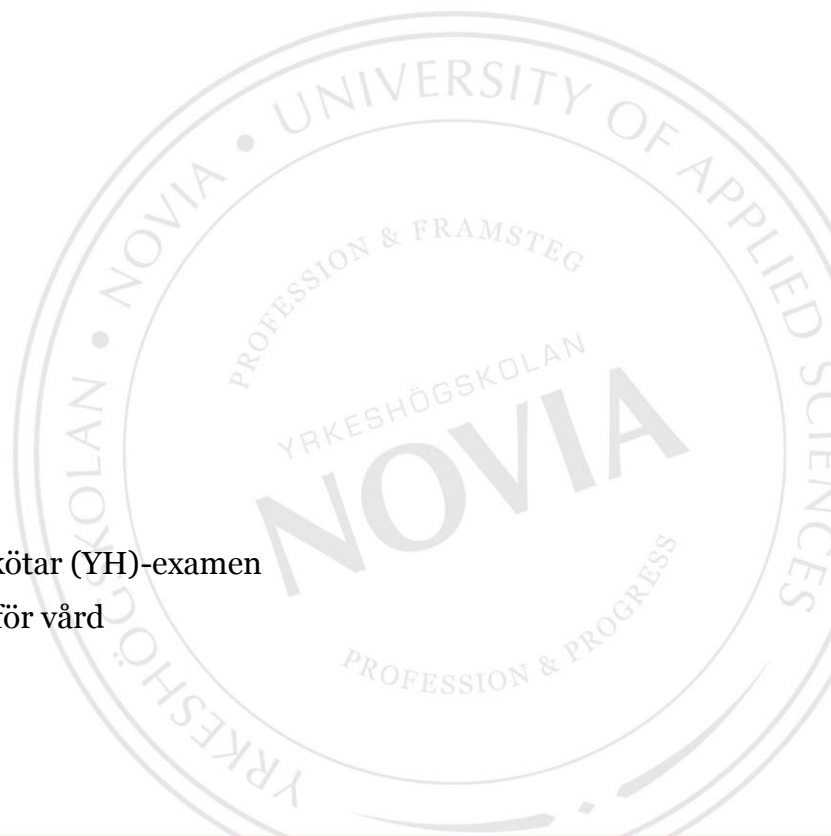 YRKESHÖGSKOLAN • NOVIA • UNIVERSITY OF APPLIED SCIENCES
PROFESSION & FRAMSTEG
YRKESHÖGSKOLAN
NOVIA
kötar (YH)-examen
för vård
PROFESSION & PROGRESS